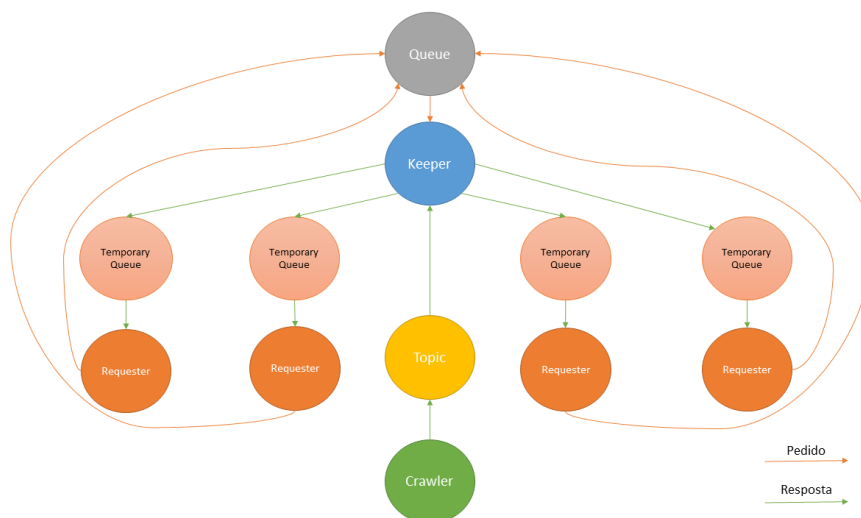 Queue
Keeper
Temporary
Queue
Temporary
Queue
Temporary
Queue
Temporary
Queue
Requester
Requester
Topic
Requester
Requester
Crawler
Pedido
Resposta